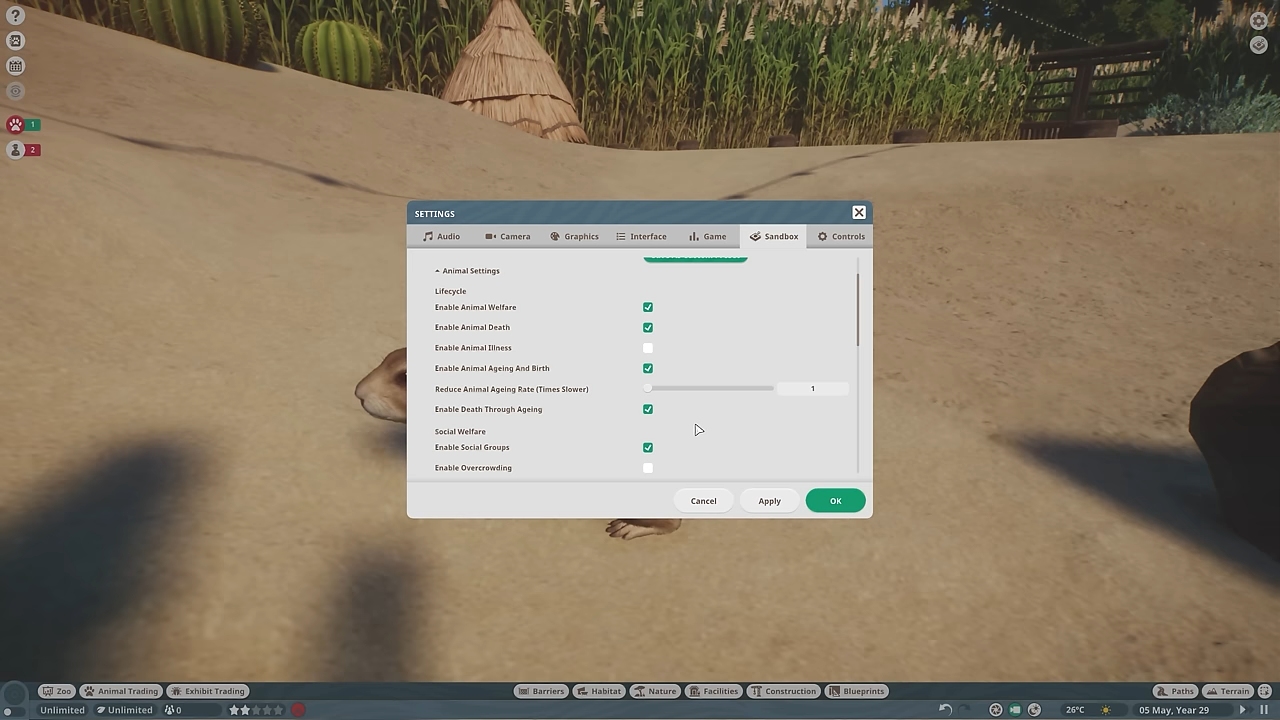 ?
1
2
SETTINGS
Audio Camera Graphics Interface Game Sandbox Controls
Animal Settings
Lifecycle
Enable Animal Welfare
Enable Animal Death
Enable Animal Illness
Enable Animal Ageing And Birth
Reduce Animal Ageing Rate (Times Slower) 1
Enable Death Through Ageing
Social Welfare
Enable Social Groups
Enable Overcrowding
Cancel Apply OK
Zoo Animal Trading Exhibit Trading Barriers Habitat Nature Facilities Construction Blueprints Paths Terrain
Unlimited Unlimited 0 26°C 05 May, Year 29